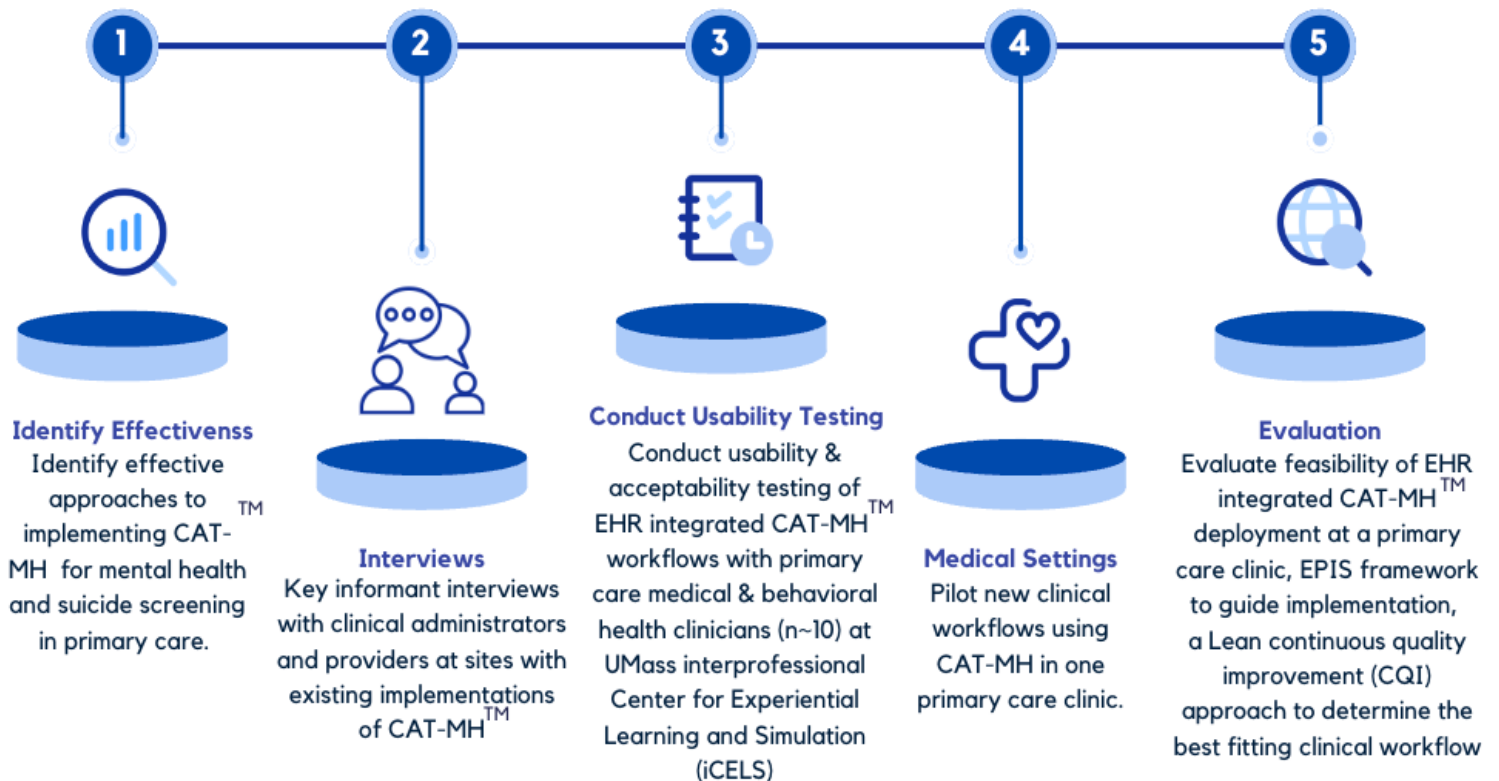 1
2
3
4
5
Identify Effectivenss
Identify effective
approaches to
implementing CAT-
TM
MH for mental health
and suicide screening
in primary care.
Interviews
Key informant interviews
with clinical administrators
and providers at sites with
existing implementations
of CAT-MH TM
Conduct Usability Testing
Conduct usability &
acceptability testing of
EHR integrated CAT-MH TM
workflows with primary
care medical & behavioral
health clinicians (n~10) at
UMass interprofessional
Center for Experiential
Learning and Simulation
(iCELS)
Medical Settings
Pilot new clinical
workflows using
CAT-MH in one
primary care clinic.
Evaluation
Evaluate feasibility of EHR
integrated CAT-MH TM
deployment at a primary
care clinic, EPIS framework
to guide implementation,
a Lean continuous quality
improvement (CQI)
approach to determine the
best fitting clinical workflow